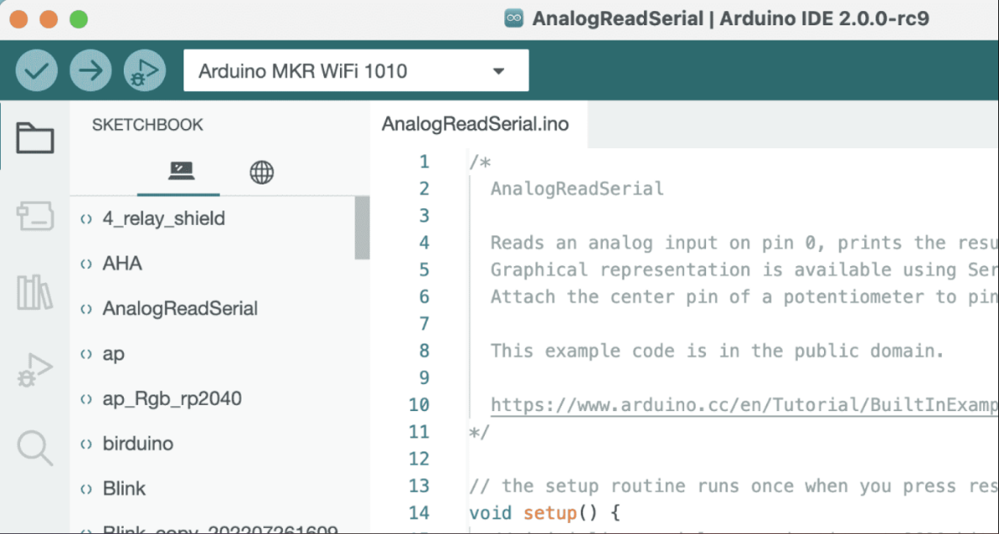 AnalogReadSerial | Arduino IDE 2.0.0-rc9
Arduino MKR WiFi 1010
SKETCHBOOK
4_relay_shield
AHA
AnalogReadSerial
ap
ap_Rgb_rp2040
birduino
Blink
Blink_copy_202207261609
AnalogReadSerial.ino
1 /*
2 AnalogReadSerial
3
4 Reads an analog input on pin 0, prints the resu
5 Graphical representation is available using Ser
6 Attach the center pin of a potentiometer to pin
7
8 This example code is in the public domain.
9
10 https://www.arduino.cc/en/Tutorial/BuiltInExamp
11 */
12
13 // the setup routine runs once when you press res
14 void setup() {